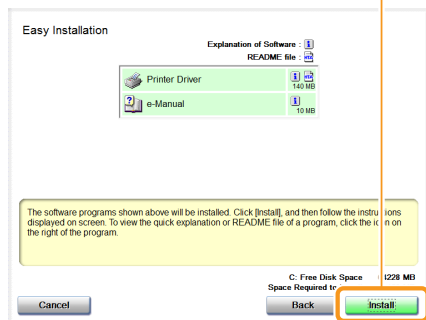 Easy Installation
Explanation of Software :
README file :
Printer Driver
140 MB
e-Manual
10 MB
The software programs shown above will be installed. Click [Install], and then follow the instructions
displayed on screen. To view the quick explanation or README file of a program, click the icon on
the right of the program.
C: Free Disk Space
4228 MB
Space Required to
Cancel
Back
Install